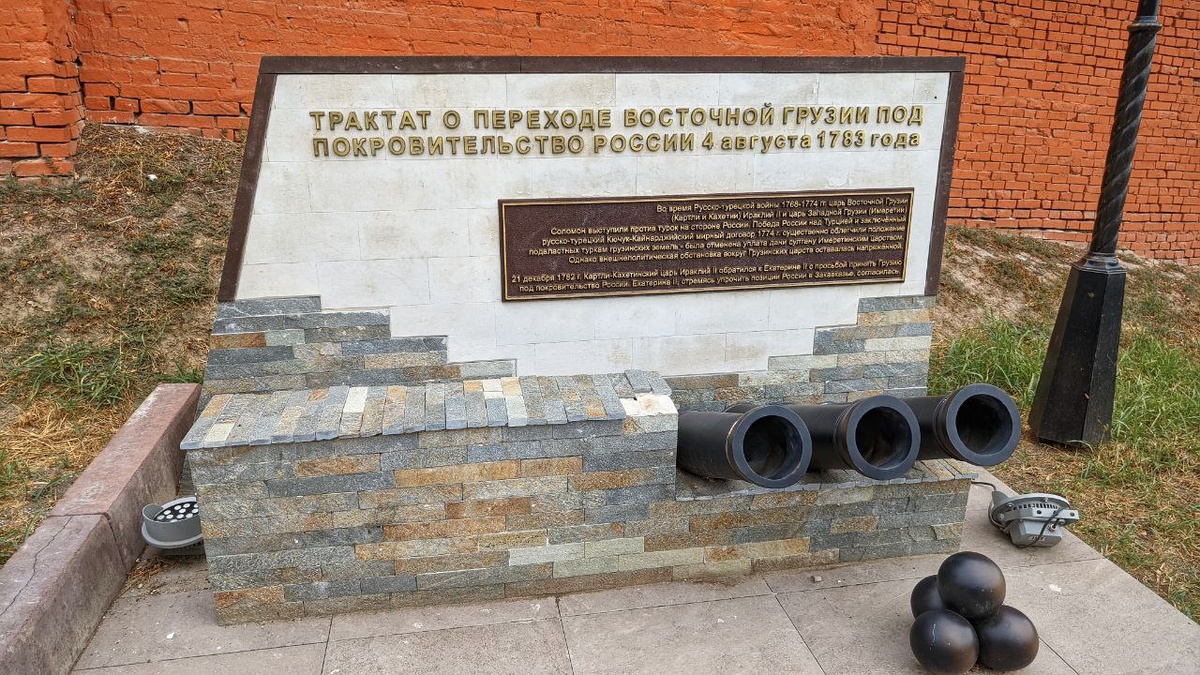 ТРАКТАТ О ПЕРЕХОДЕ ВОСТОЧНОЙ ГРУЗИИ ПОД
ПОКРОВИТЕЛЬСТВО РОССИИ 4 августа 1783 года
Во время Русско-турецкой войны 1768-1774 гг. царь Восточной Грузии
(Картли и Кахетии) Ираклий II и царь Западной Грузии (Имеретии)
Соломон выступили против Турок на стороне России. Победа России над Турцией и заключённый
русско-турецкий Кючук-Кайнарджийский мирный договор 1774 г. существенно облегчили положение
подвластных туркам грузинских земель - была отменена уплата дани султану Имеретинским царством.
Однако внешнеполитическая обстановка вокруг Грузинских царств оставалась напряженной.
21 декабря 1782 г. Картли-Кахетинский царь Ираклий II обратился к Екатерине II с просьбой принять Грузию
под покровительство России. Екатерина II, стремясь упрочить позиции России в Закавказье, согласилась.